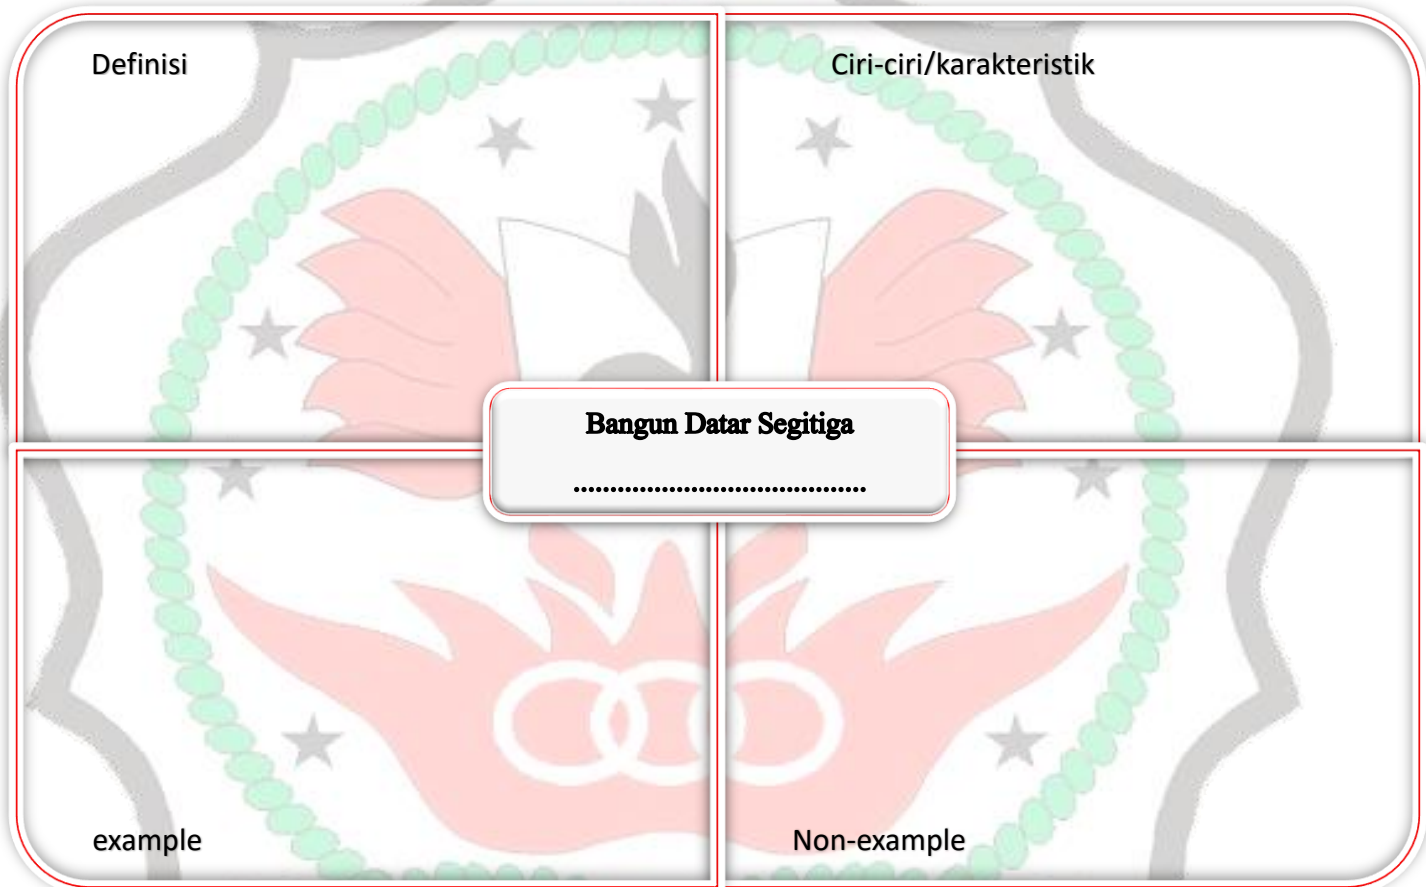 Definisi
Ciri-ciri/karakteristik
Bangun Datar Segitiga
........................................
example
Non-example